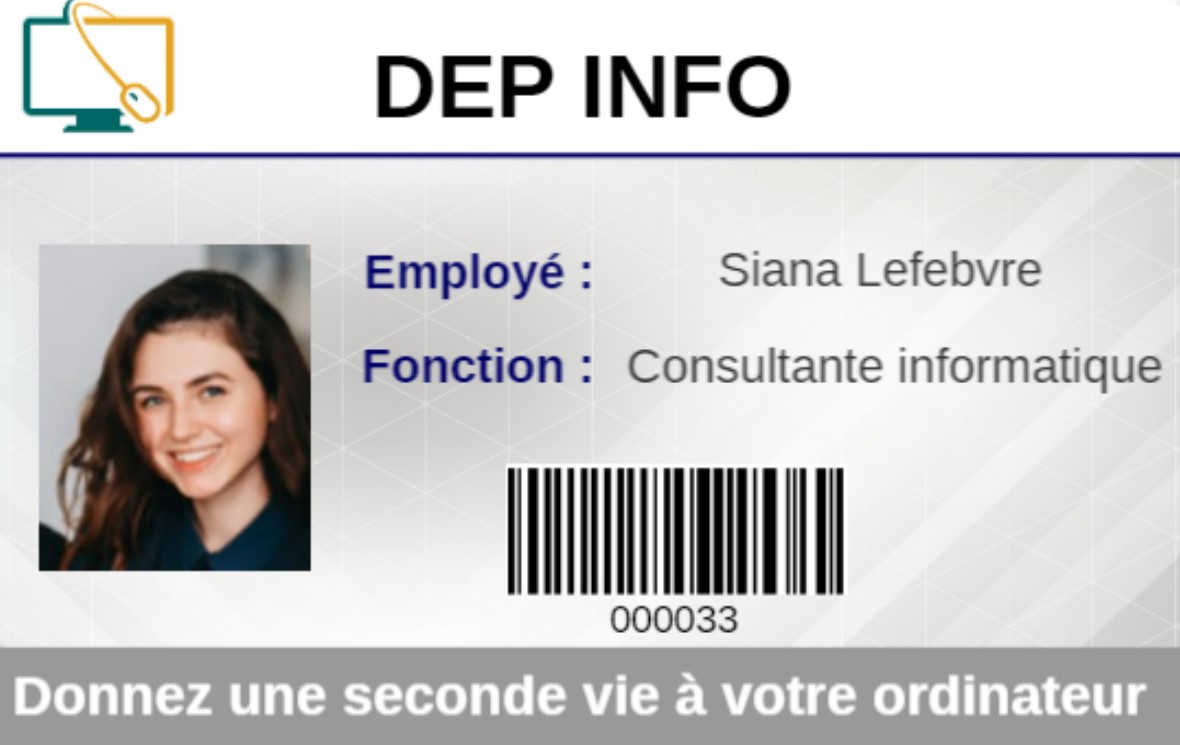 DEP INFO
Employé : Siana Lefebvre
Fonction : Consultante informatique
000033
Donnez une seconde vie à votre ordinateur